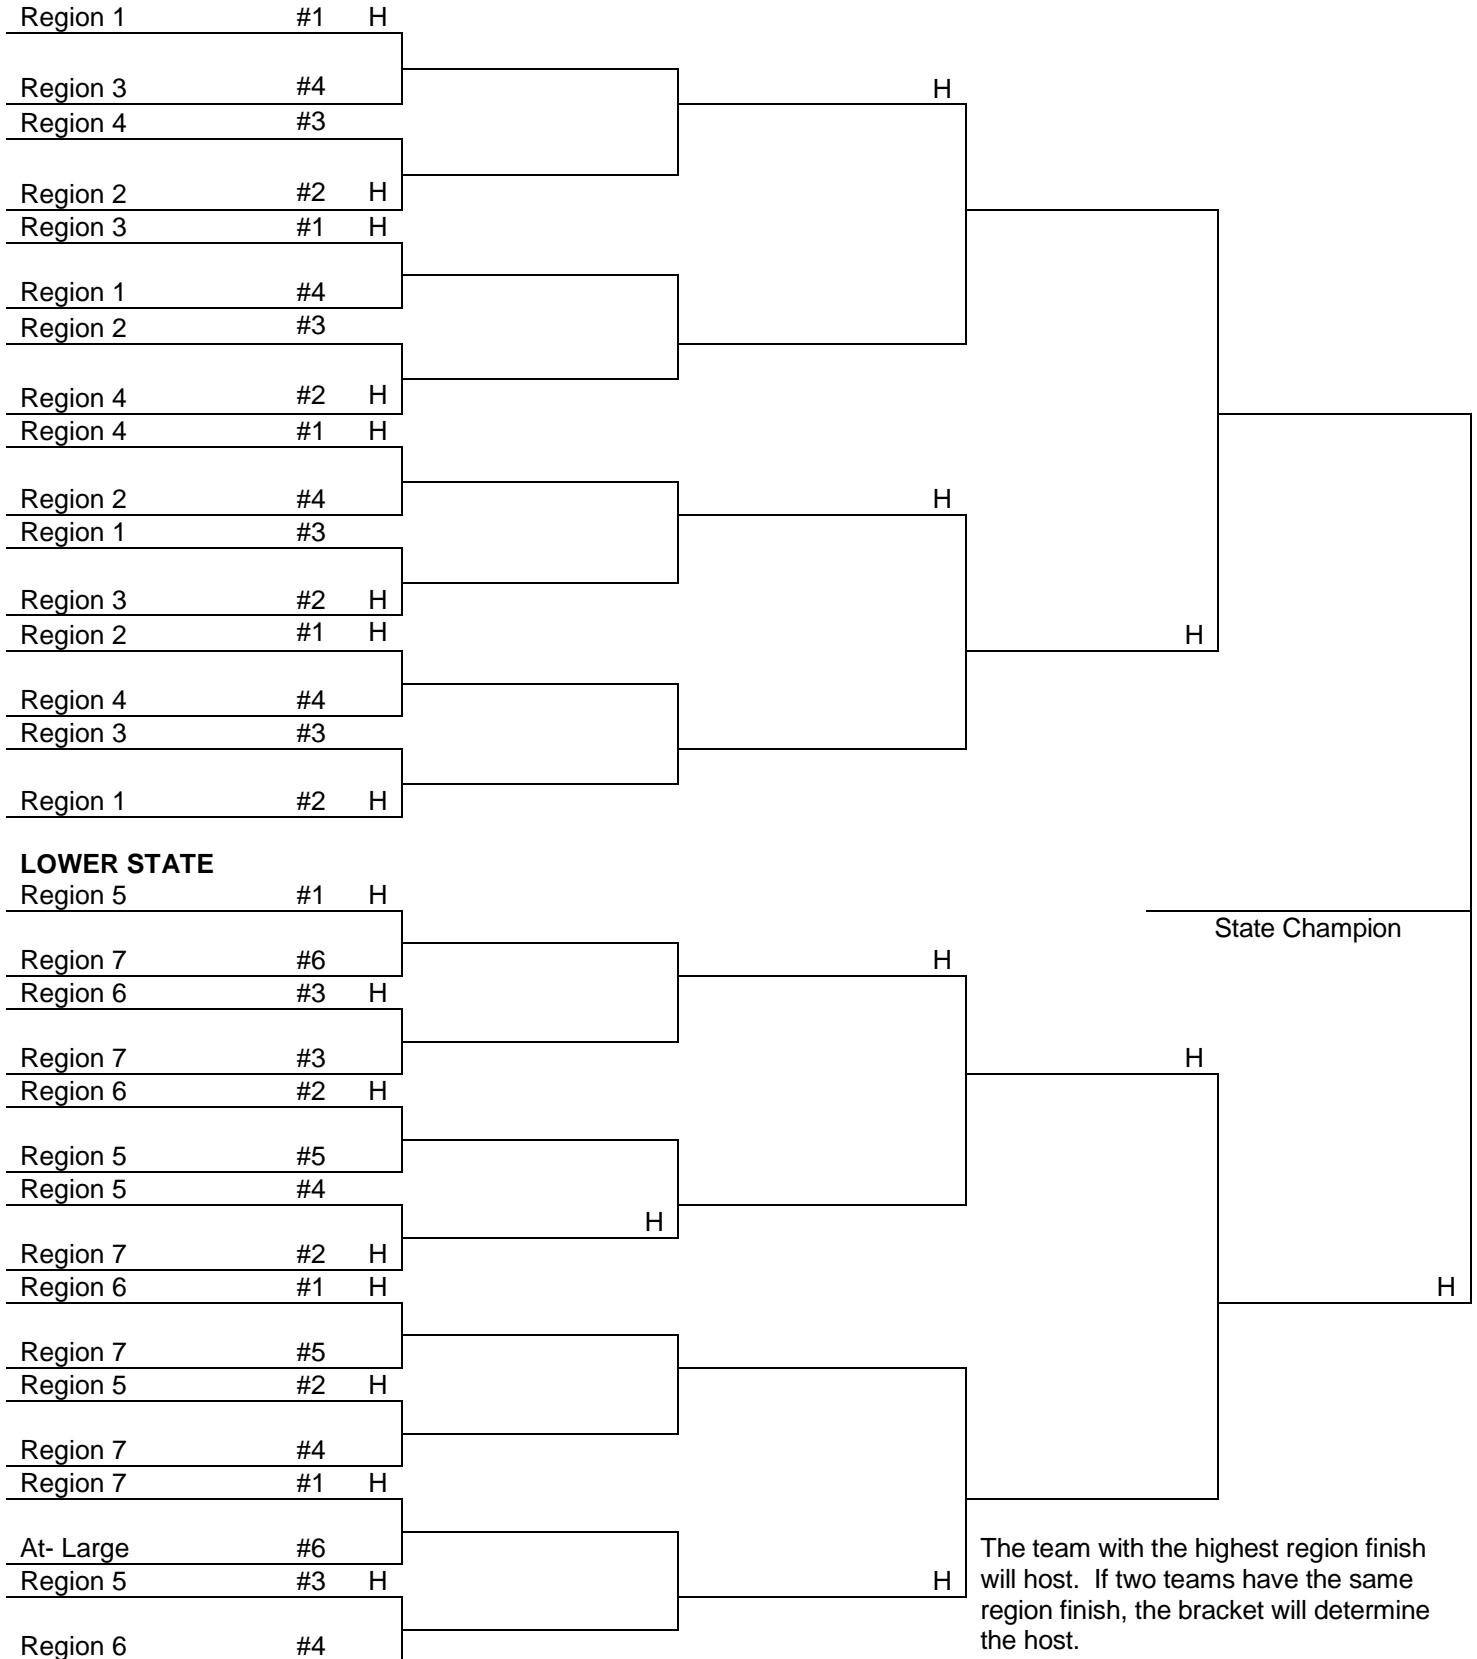 Region 1 #1 H
Region 3 #4 H
Region 4 #3
Region 2 #2 H
Region 3 #1 H
Region 1 #4
Region 2 #3
Region 4 #2 H
Region 4 #1 H
Region 2 #4 H
Region 1 #3
Region 3 #2 H
Region 2 #1 H
H
Region 4 #4
Region 3 #3
Region 1 #2 H
LOWER STATE
Region 5 #1 H
State Champion
Region 7 #6 H
Region 6 #3 H
Region 7 #3 H
Region 6 #2 H
Region 5 #5
Region 5 #4
H
Region 7 #2 H
Region 6 #1 H H
Region 7 #5
Region 5 #2 H
Region 7 #4
Region 7 #1 H
At- Large #6
Region 5 #3 H H
Region 6 #4
The team with the highest region finish
will host. If two teams have the same
region finish, the bracket will determine
the host.